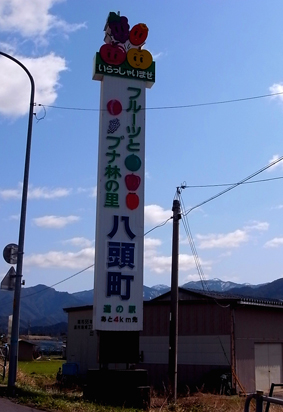 いらっしゃいませ
フルーツと
ブナ林の里
八頭町
道の駅
あと4km先